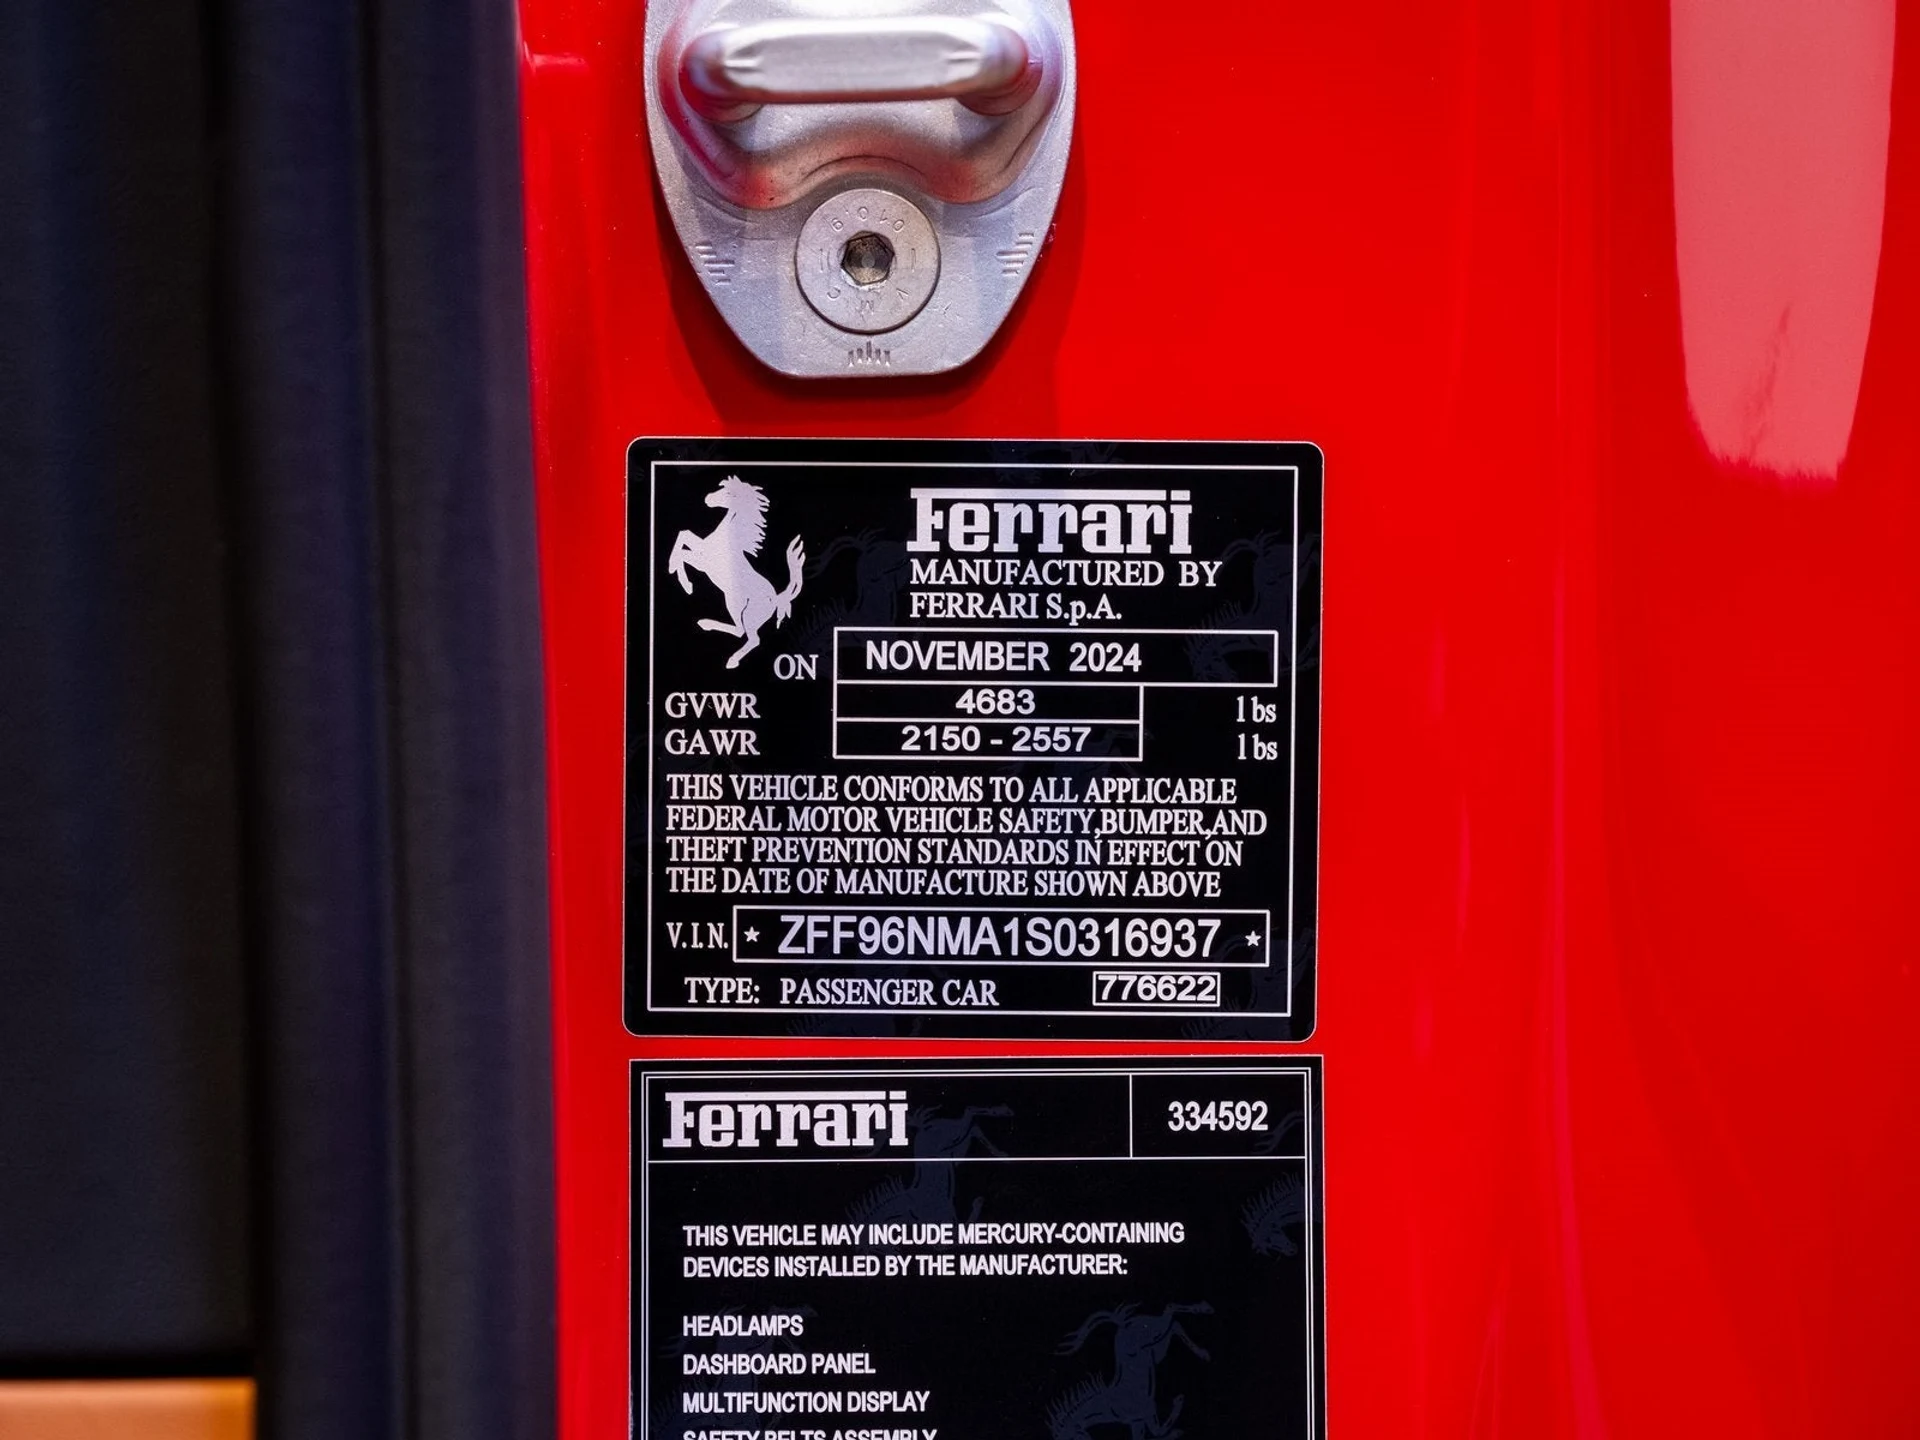 Ferrari
MANUFACTURED BY
FERRARI S.p.A.
ON NOVEMBER 2024
GVWR 4683 lbs
GAWR 2150 - 2557 lbs
THIS VEHICLE CONFORMS TO ALL APPLICABLE
FEDERAL MOTOR VEHICLE SAFETY,BUMPER,AND
THEFT PREVENTION STANDARDS IN EFFECT ON
THE DATE OF MANUFACTURE SHOWN ABOVE
V.I.N. ★ ZFF96NMA1S0316937 ★
TYPE: PASSENGER CAR 776622
Ferrari 334592
THIS VEHICLE MAY INCLUDE MERCURY-CONTAINING
DEVICES INSTALLED BY THE MANUFACTURER:
HEADLAMPS
DASHBOARD PANEL
MULTIFUNCTION DISPLAY
SAFETY BELTS ASSEMBLY